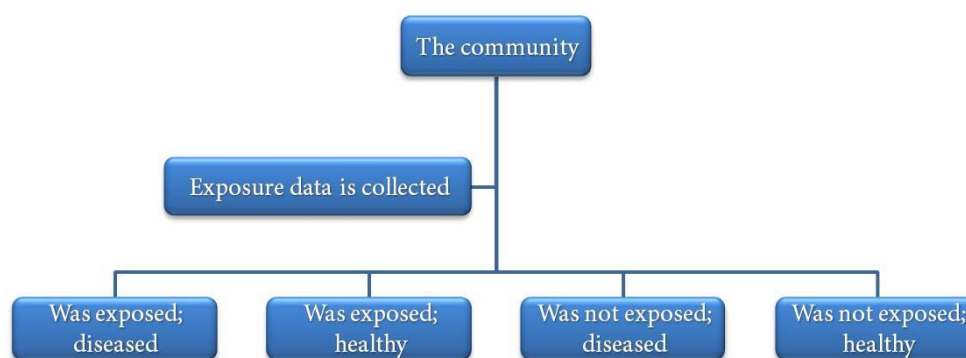 The community
Exposure data is collected
Was exposed;
diseased
Was exposed;
healthy
Was not exposed;
diseased
Was not exposed;
healthy